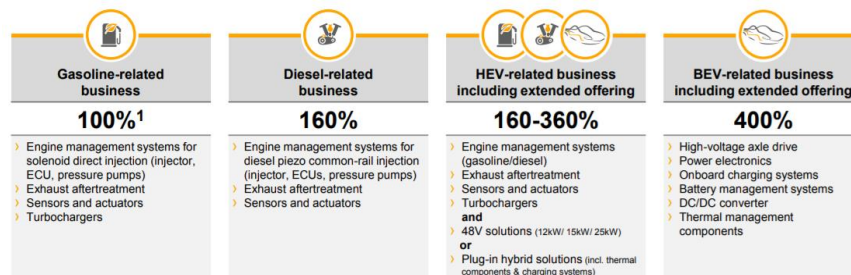 Gasoline-related
business
100%¹
› Engine management systems for
solenoid direct injection (injector,
ECU, pressure pumps)
› Exhaust aftertreatment
› Sensors and actuators
› Turbochargers
Diesel-related
business
160%
› Engine management systems for
diesel piezo common-rail injection
(injector, ECUs, pressure pumps)
› Exhaust aftertreatment
› Sensors and actuators
HEV-related business
including extended offering
160-360%
› Engine management systems
(gasoline/diesel)
› Exhaust aftertreatment
› Sensors and actuators
› Turbochargers
and
› 48V solutions (12kW/ 15kW/ 25kW)
or
› Plug-in hybrid solutions (incl. thermal
components & charging systems)
BEV-related business
including extended offering
400%
› High-voltage axle drive
› Power electronics
› Onboard charging systems
› Battery management systems
› DC/DC converter
› Thermal management
components